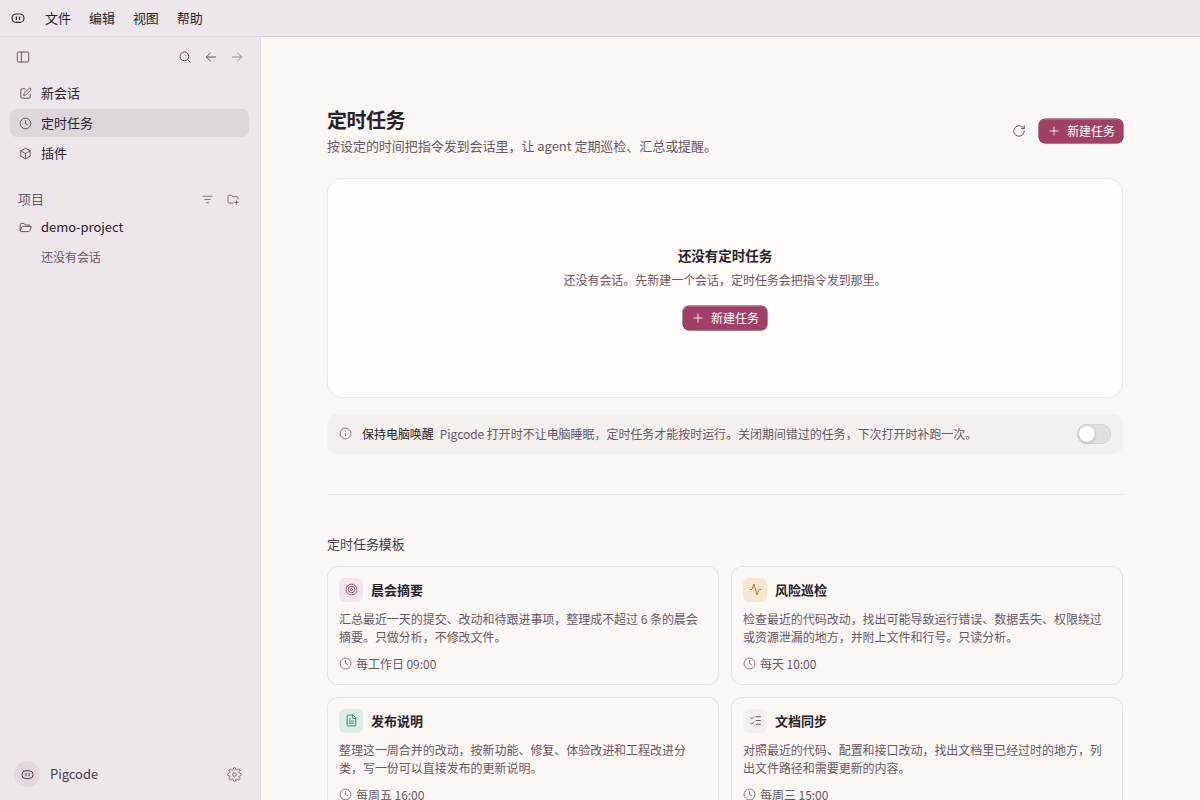 文件 编辑 视图 帮助
新会话
定时任务
插件
项目
demo-project
还没有会话
Pigcode
定时任务
按设定的时间把指令发到会话里，让 agent 定期巡检、汇总或提醒。
新建任务
还没有定时任务
还没有会话。先新建一个会话，定时任务会把指令发到那里。
新建任务
保持电脑唤醒 Pigcode 打开时不让电脑睡眠，定时任务才能按时运行。关闭期间错过的任务，下次打开时补跑一次。
定时任务模板
晨会摘要
汇总最近一天的提交、改动和待跟进事项，整理成不超过 6 条的晨会
摘要。只做分析，不修改文件。
每工作日 09:00
风险巡检
检查最近的代码改动，找出可能导致运行错误、数据丢失、权限绕过
或资源泄漏的地方，并附上文件和行号。只读分析。
每天 10:00
发布说明
整理这一周合并的改动，按新功能、修复、体验改进和工程改进分
类，写一份可以直接发布的更新说明。
每周五 16:00
文档同步
对照最近的代码、配置和接口改动，找出文档里已经过时的地方，列
出文件路径和需要更新的内容。
每周三 15:00